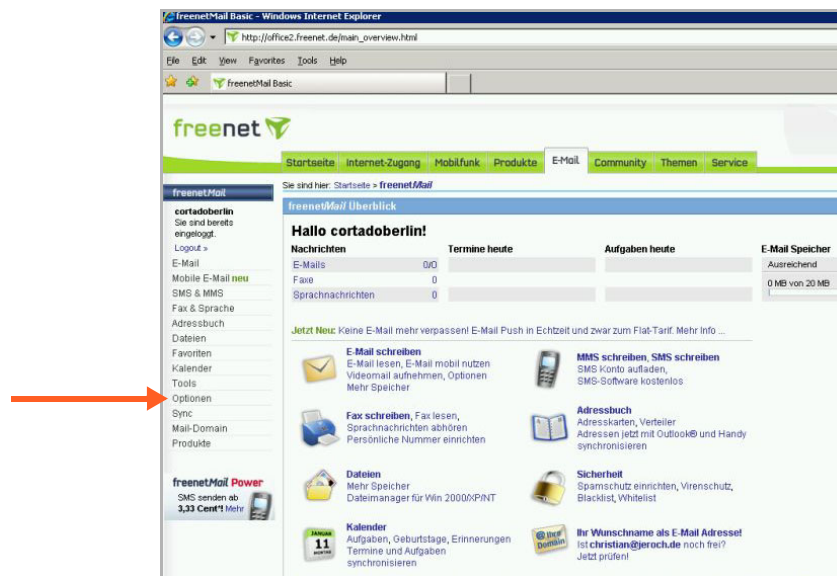 freenetMail Basic - Windows Internet Explorer
http://office2.freenet.de/main_overview.html
File Edit View Favorites Tools Help
freenetMail Basic
freenet
Startseite Internet-Zugang Mobilfunk Produkte E-Mail Community Themen Service
Sie sind hier: Startseite > freenetMail
freenetMail
cortadoberlin
Sie sind bereits
eingeloggt.
Logout »
E-Mail
Mobile E-Mail neu
SMS & MMS
Fax & Sprache
Adressbuch
Dateien
Favoriten
Kalender
Tools
Optionen
Sync
Mail-Domain
Produkte
freenetMail Power
SMS senden ab
3,33 Cent*! Mehr
freenetMail Überblick
Hallo cortadoberlin!
Nachrichten Termine heute Aufgaben heute E-Mail Speicher
E-Mails 0/0 Ausreichend
Faxe 0 0 MB von 20 MB
Sprachnachrichten 0
Jetzt Neu: Keine E-Mail mehr verpassen! E-Mail Push in Echtzeit und zwar zum Flat-Tarif. Mehr Info ...
E-Mail schreiben
E-Mail lesen, E-Mail mobil nutzen
Videomail aufnehmen, Optionen
Mehr Speicher
MMS schreiben, SMS schreiben
SMS Konto aufladen,
SMS-Software kostenlos
Fax schreiben, Fax lesen,
Sprachnachrichten abhören
Persönliche Nummer einrichten
Adressbuch
Adresskarten, Verteiler
Adressen jetzt mit Outlook® und Handy
synchronisieren
Dateien
Mehr Speicher
Dateimanager für Win 2000/XP/NT
Sicherheit
Spamschutz einrichten, Virenschutz,
Blacklist, Whitelist
JANUAR
11
MONTAG
Kalender
Aufgaben, Geburtstage, Erinnerungen
Termine und Aufgaben
synchronisieren
@Ihre
Domain
Ihr Wunschname als E-Mail Adresse!
Ist christian@jeroch.de noch frei?
Jetzt prüfen!